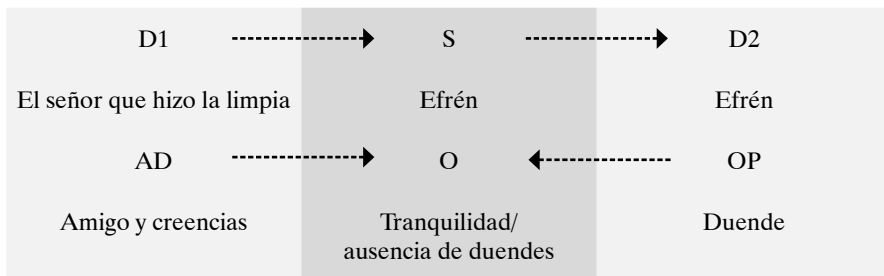 D1 S D2
El señor que hizo la limpia Efrén Efrén
AD O OP
Amigo y creencias Tranquilidad/ Duende
ausencia de duendes